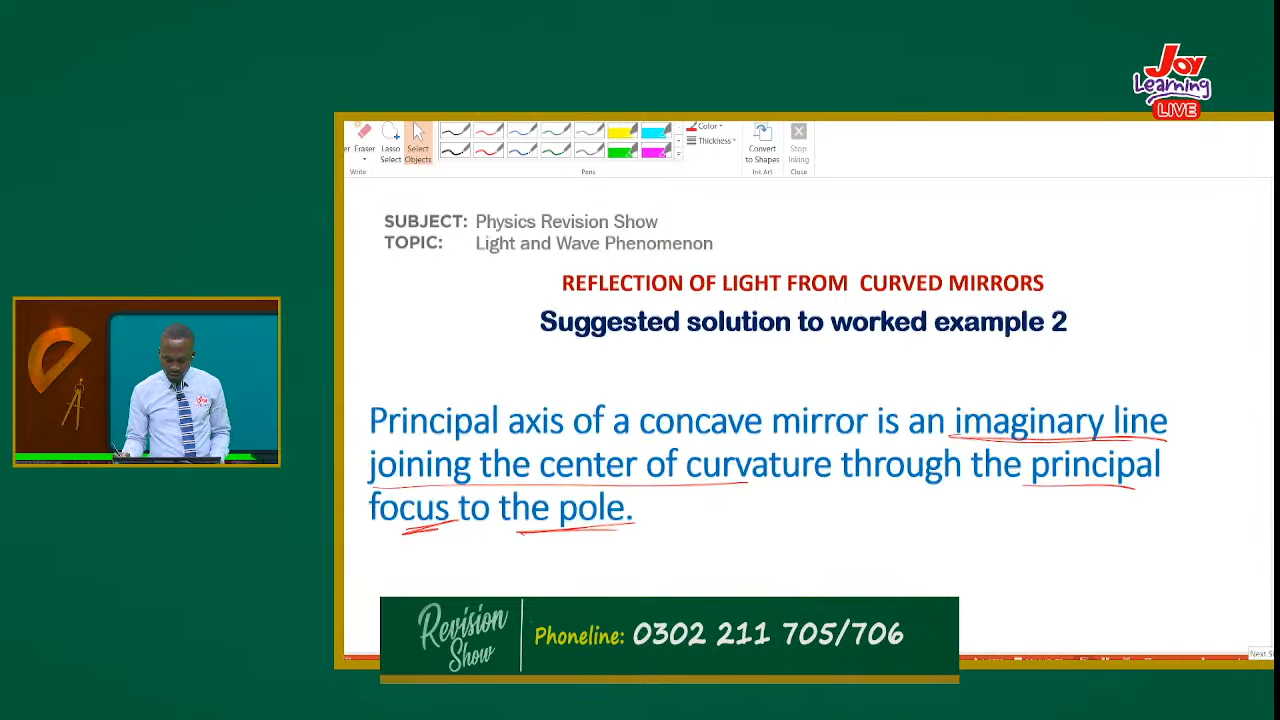 Joy
Learning
LIVE
Eraser
Lasso
Select
Select
Objects
Color
Thickness
Convert
to Shapes
Stop
Inking
Write
Pens
Ink Art
Close
SUBJECT: Physics Revision Show
TOPIC: Light and Wave Phenomenon
REFLECTION OF LIGHT FROM CURVED MIRRORS
Suggested solution to worked example 2
Principal axis of a concave mirror is an imaginary line
joining the center of curvature through the principal
focus to the pole.
Revision
Show
Phoneline: 0302 211 705/706